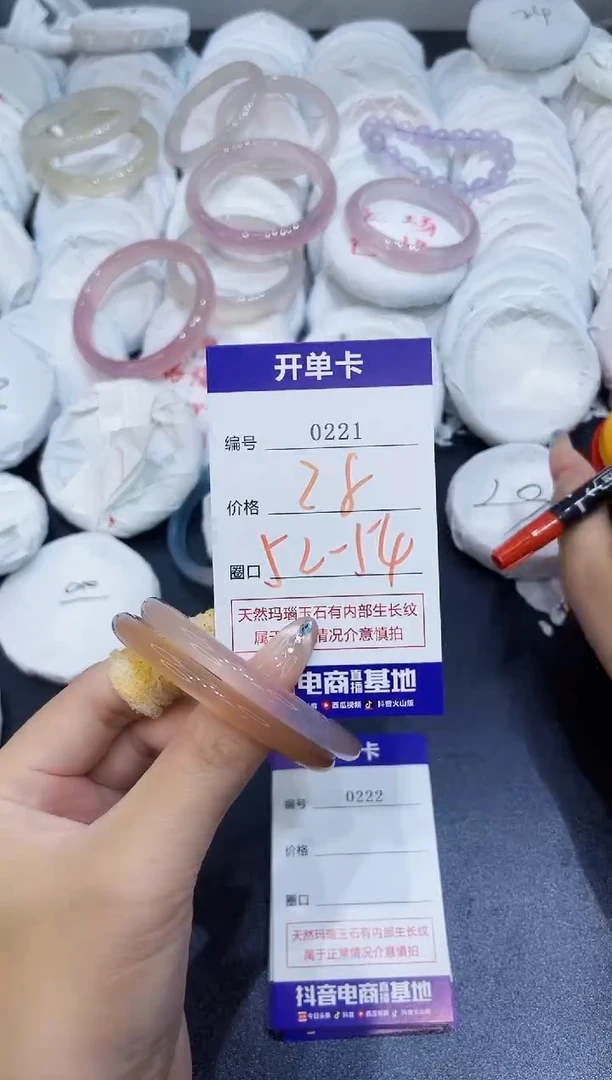 开单卡
编号 0221
价格 28
圈口 52-54
天然玛瑙玉石有内部生长纹
属于 情况介意慎拍
电商直播基地
西瓜视频 抖音火山版
卡
编号 0222
价格
圈口
天然玛瑙玉石有内部生长纹
属于正常情况介意慎拍
抖音电商直播基地
今日头条 抖音 西瓜视频 抖音火山版